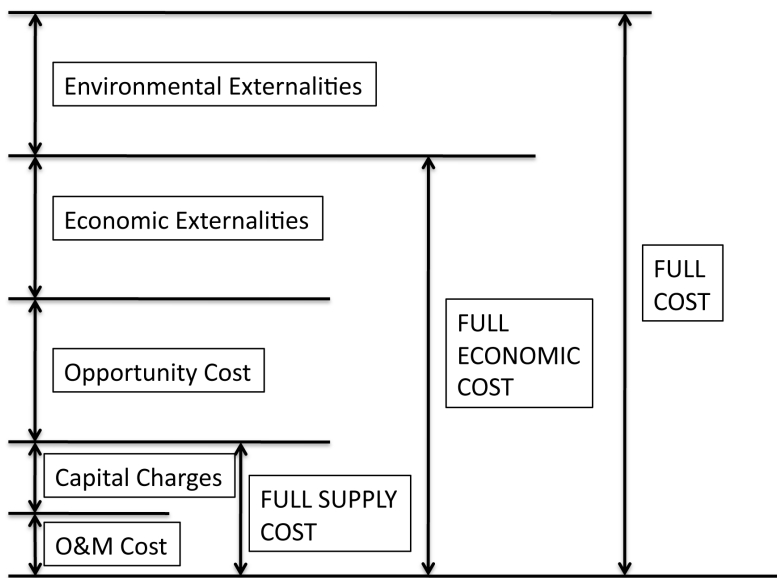 Environmental Externalities
Economic Externalities
Opportunity Cost
Capital Charges
O&M Cost
FULL SUPPLY
COST
FULL
ECONOMIC
COST
FULL
COST